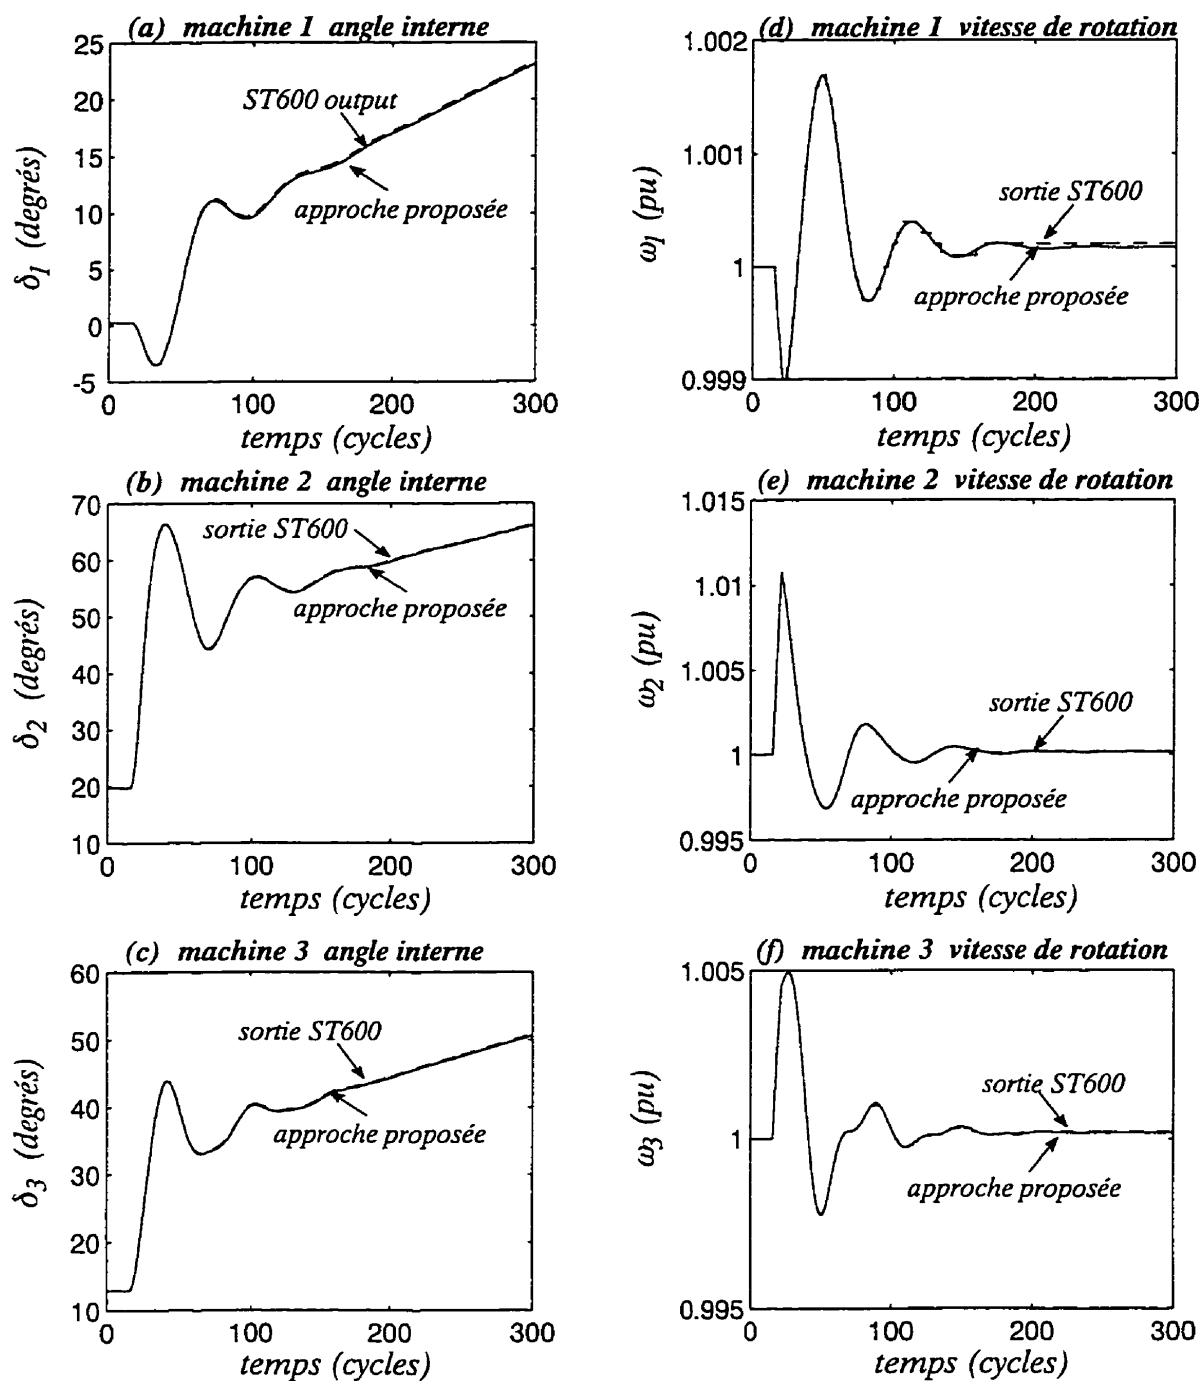 (a) machine 1 angle interne
25
20
15
10
5
0
-5
δ1 (degrés)
ST600 output
approche proposée
0 100 200 300
temps (cycles)
(d) machine 1 vitesse de rotation
1.002
1.001
1
0.999
ω1 (pu)
sortie ST600
approche proposée
0 100 200 300
temps (cycles)
(b) machine 2 angle interne
70
60
50
40
30
20
10
δ2 (degrés)
sortie ST600
approche proposée
0 100 200 300
temps (cycles)
(e) machine 2 vitesse de rotation
1.015
1.01
1.005
1
0.995
ω2 (pu)
sortie ST600
approche proposée
0 100 200 300
temps (cycles)
(c) machine 3 angle interne
60
50
40
30
20
10
δ3 (degrés)
sortie ST600
approche proposée
0 100 200 300
temps (cycles)
(f) machine 3 vitesse de rotation
1.005
1
0.995
ω3 (pu)
sortie ST600
approche proposée
0 100 200 300
temps (cycles)